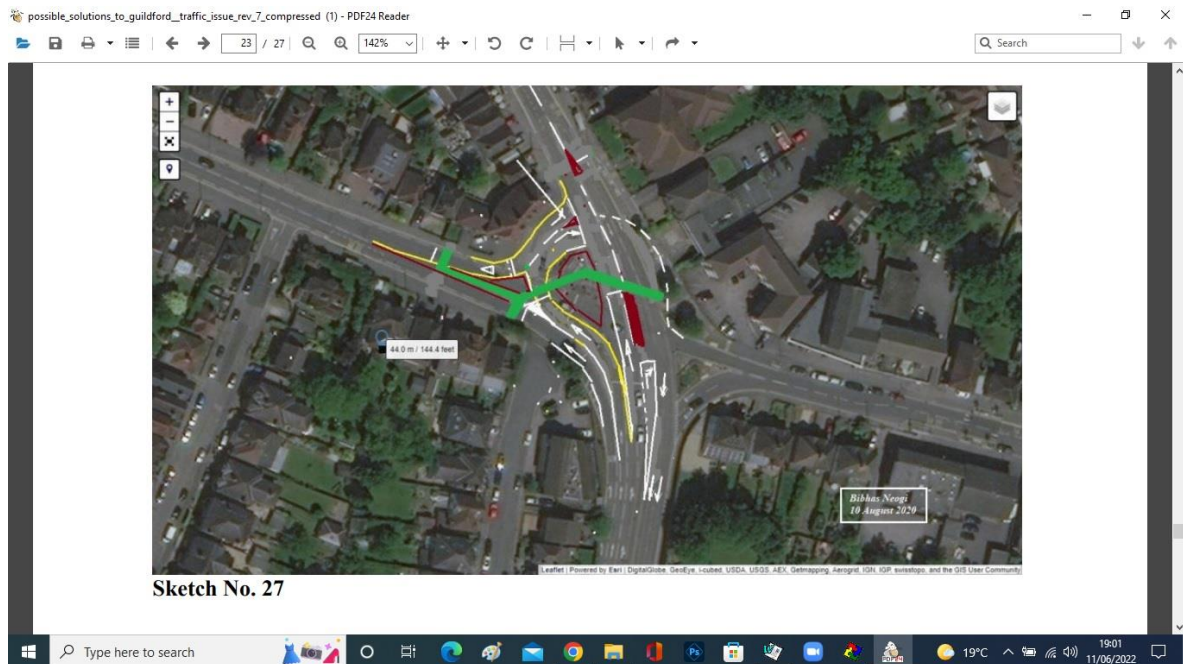 possible_solutions_to_guildford__traffic_issue_rev_7_compressed (1) - PDF24 Reader
23 / 27
142%
Search
44.0 m / 144.4 feet
Bibhas Neogi
10 August 2020
Leaflet | Powered by Esri | DigitalGlobe, GeoEye, i-cubed, USDA, USGS, AEX, Getmapping, Aerogrid, IGN, IGP, swisstopo, and the GIS User Community
Sketch No. 27
Type here to search
Ps
19°C
19:01
11/06/2022